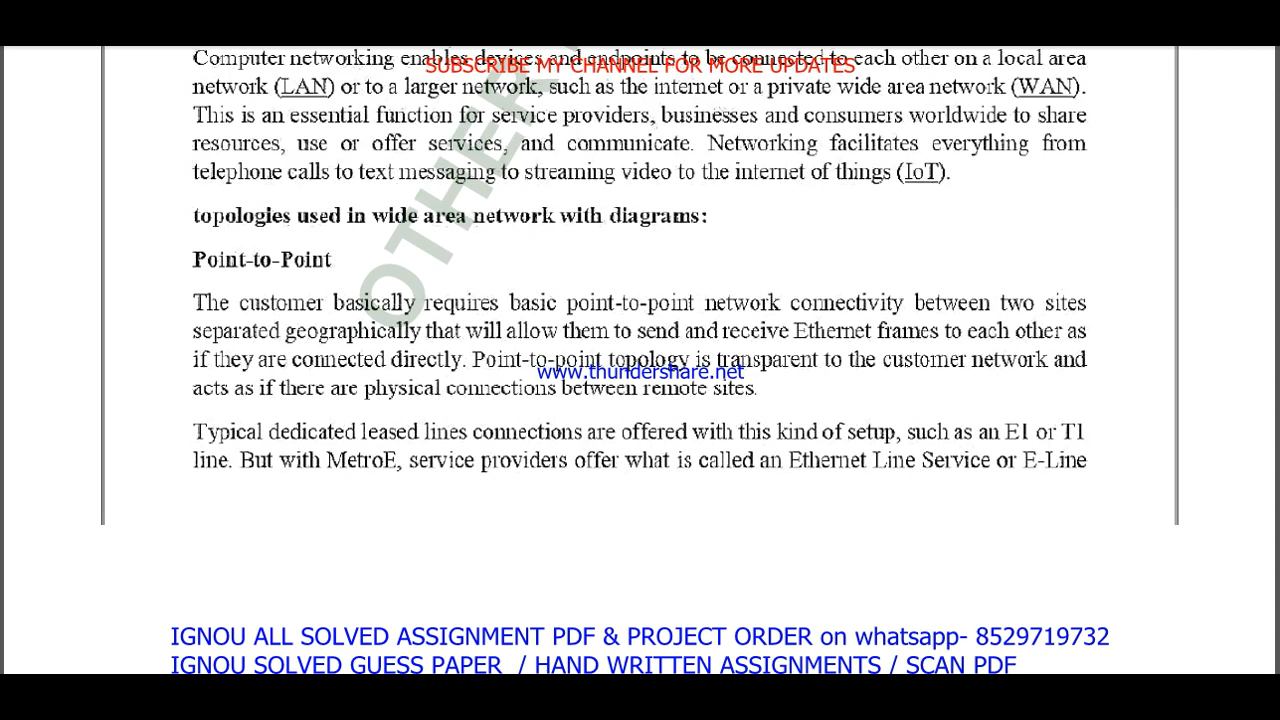 Computer networking enables devices and endpoints to be connected to each other on a local area
SUBSCRIBE MY CHANNEL FOR MORE UPDATES
network (LAN) or to a larger network, such as the internet or a private wide area network (WAN).
This is an essential function for service providers, businesses and consumers worldwide to share
resources, use or offer services, and communicate. Networking facilitates everything from
telephone calls to text messaging to streaming video to the internet of things (IoT).
OTHER
topologies used in wide area network with diagrams:
Point-to-Point
The customer basically requires basic point-to-point network connectivity between two sites
separated geographically that will allow them to send and receive Ethernet frames to each other as
if they are connected directly. Point-to-point topology is transparent to the customer network and
www.thundershare.net
acts as if there are physical connections between remote sites.
Typical dedicated leased lines connections are offered with this kind of setup, such as an E1 or T1
line. But with MetroE, service providers offer what is called an Ethernet Line Service or E-Line
IGNOU ALL SOLVED ASSIGNMENT PDF & PROJECT ORDER on whatsapp- 8529719732
IGNOU SOLVED GUESS PAPER / HAND WRITTEN ASSIGNMENTS / SCAN PDF